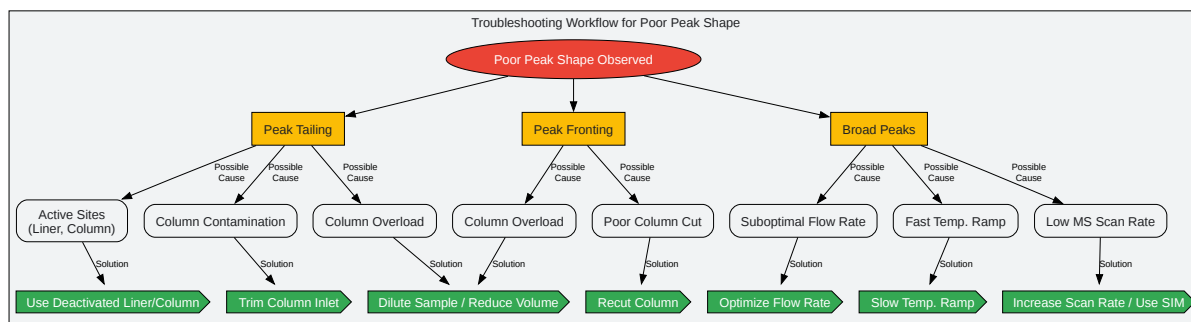 Troubleshooting Workflow for Poor Peak Shape
Poor Peak Shape Observed
Peak Tailing
Peak Fronting
Broad Peaks
Possible
Cause
Possible
Cause
Possible
Cause
Possible
Cause
Possible
Cause
Possible
Cause
Possible
Cause
Possible
Cause
Active Sites
(Liner, Column)
Column Contamination
Column Overload
Column Overload
Poor Column Cut
Suboptimal Flow Rate
Fast Temp. Ramp
Low MS Scan Rate
Solution
Solution
Solution
Solution
Solution
Solution
Solution
Solution
Use Deactivated Liner/Column
Trim Column Inlet
Dilute Sample / Reduce Volume
Recut Column
Optimize Flow Rate
Slow Temp. Ramp
Increase Scan Rate / Use SIM